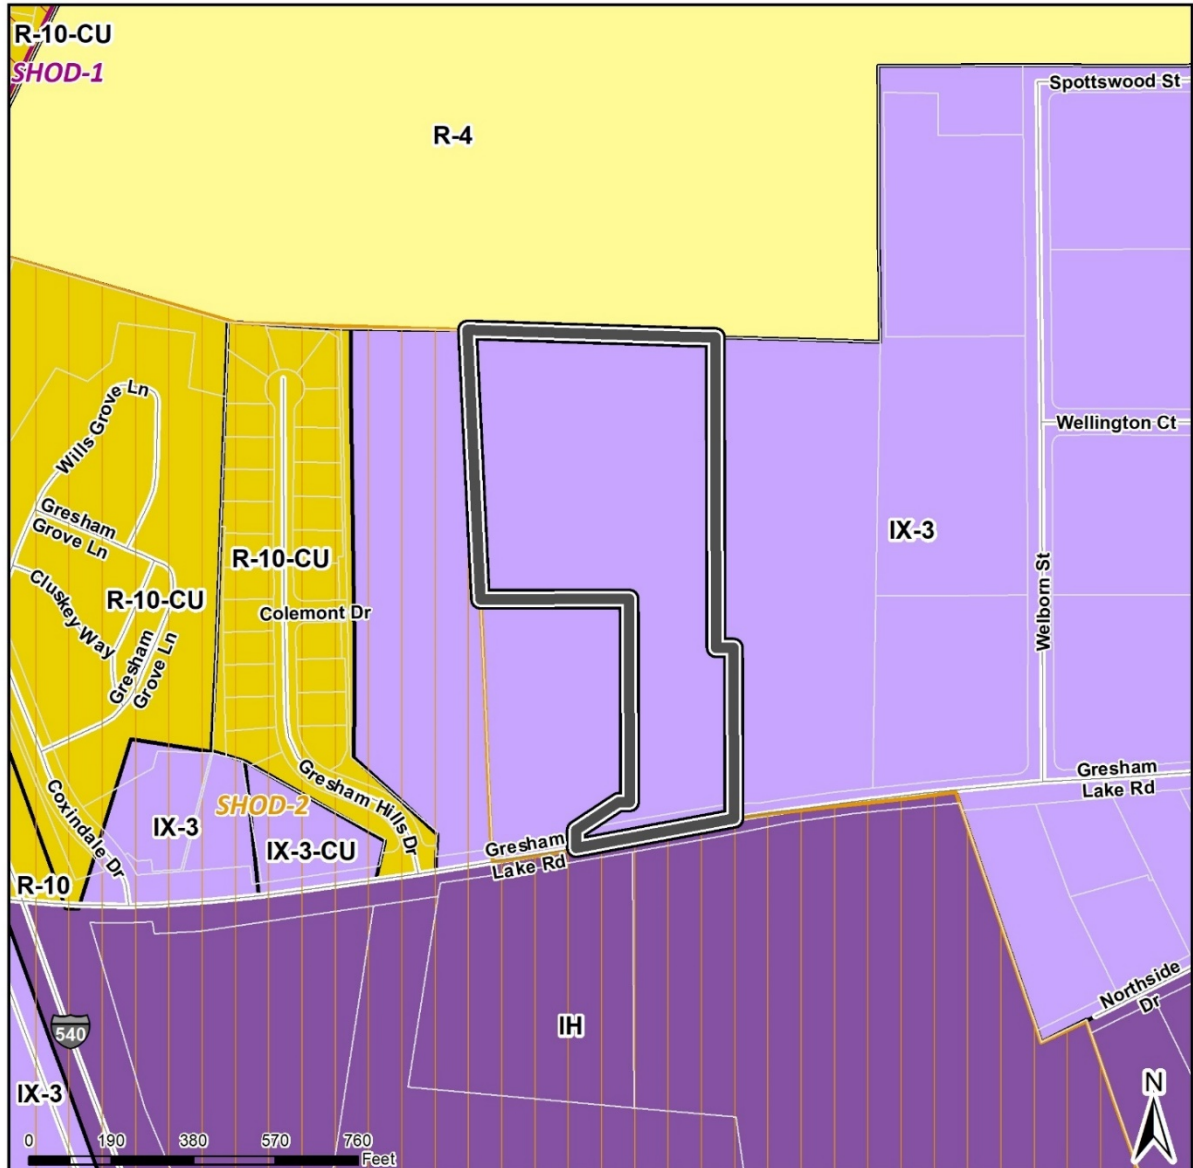 R-10-CU
SHOD-1
Spottswood St
R-4
Wills Grove Ln
Wellington Ct
Gresham
Grove Ln
IX-3
R-10-CU
Cluskey Way
R-10-CU
Colemont Dr
Welborn St
Gresham
Grove Ln
Gresham
Lake Rd
Gresham Hills Dr
Coxindale Dr
SHOD-2
IX-3
IX-3-CU
Gresham
Lake Rd
R-10
Northside
Dr
540
IH
IX-3
N
0 190 380 570 760
Feet